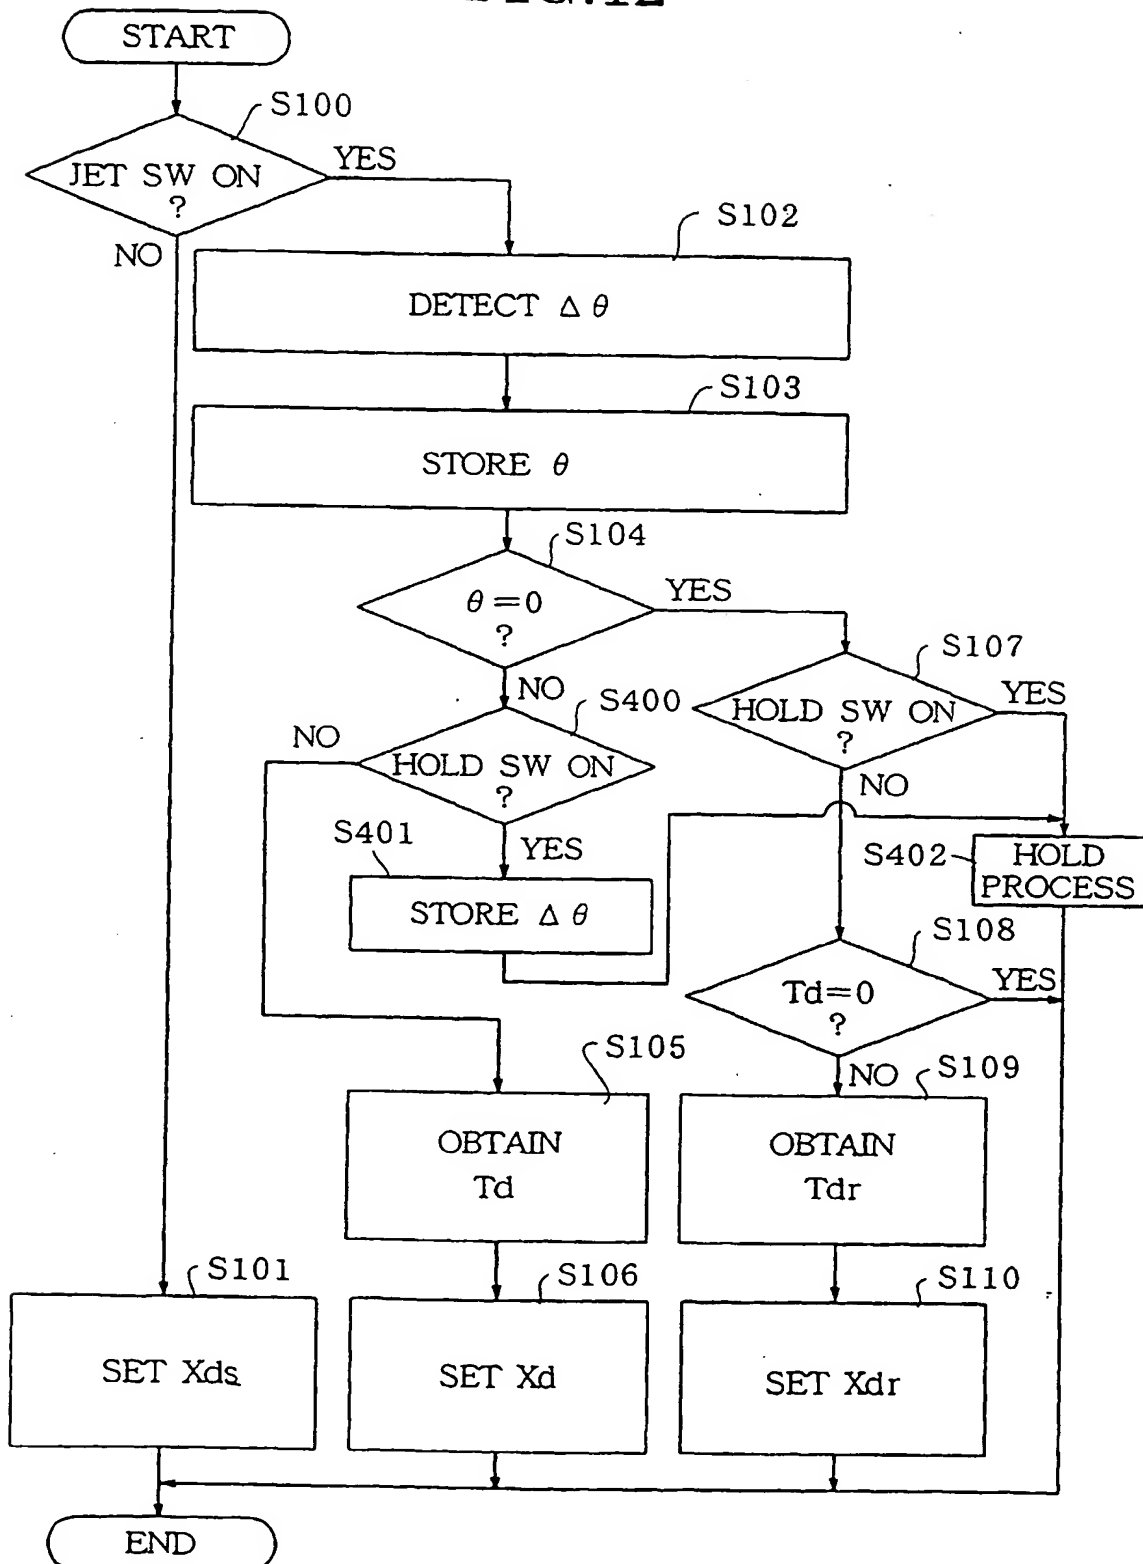 START
S100
JET SW ON
?
YES
NO
S102
DETECT Δ θ
S103
STORE θ
S104
θ=0
?
YES
NO
S107
HOLD SW ON
?
YES
NO
S400
NO
HOLD SW ON
?
YES
S401
STORE Δ θ
S402
HOLD
PROCESS
S108
Td=0
?
YES
NO
S105
OBTAIN
Td
S109
OBTAIN
Tdr
S101
SET Xds
S106
SET Xd
S110
SET Xdr
END